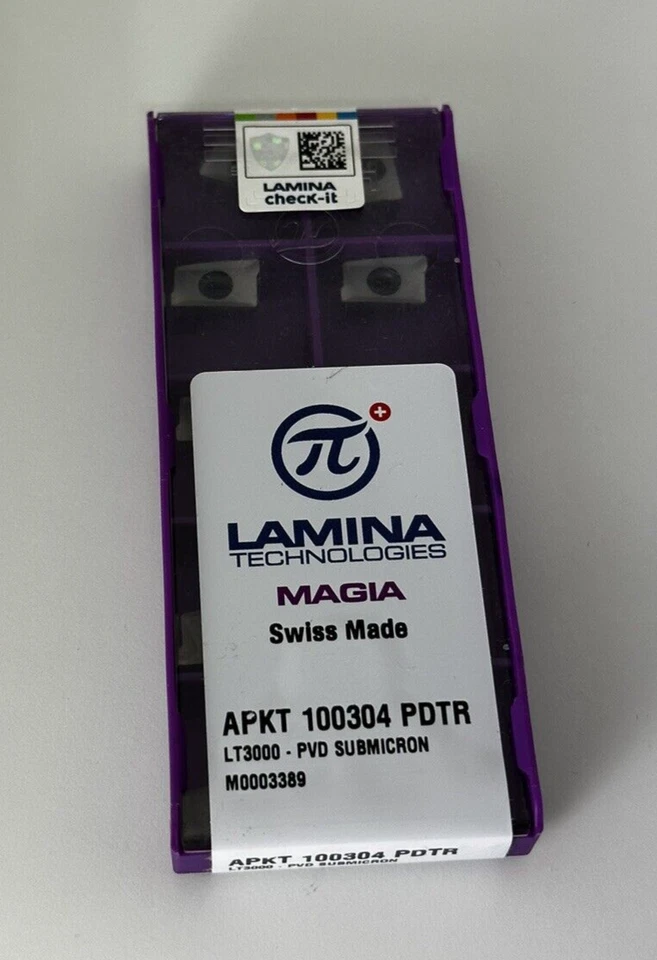 LAMINA
check-it
π
LAMINA
TECHNOLOGIES
MAGIA
Swiss Made
APKT 100304 PDTR
LT3000 - PVD SUBMICRON
M0003389
APKT 100304 PDTR
LT3000 - PVD SUBMICRON